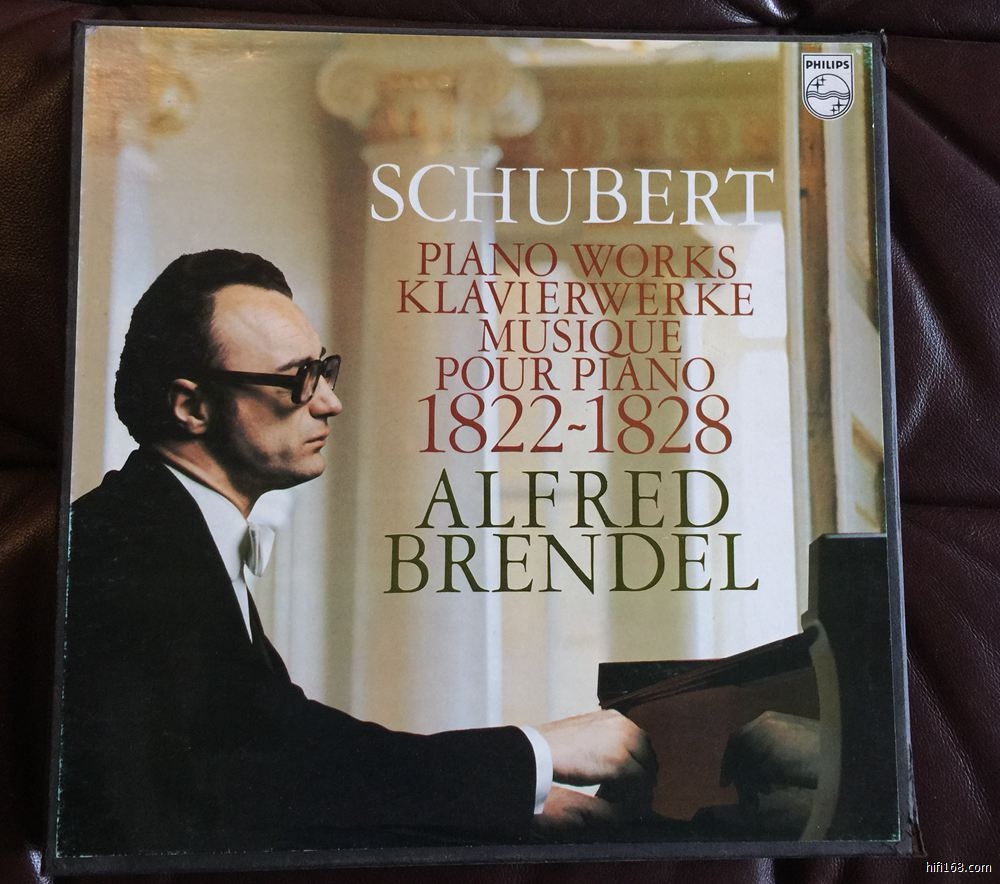 PHILIPS
SCHUBERT
PIANO WORKS
KLAVIERWERKE
MUSIQUE
POUR PIANO
1822-1828
ALFRED
BRENDEL
hifi168.com